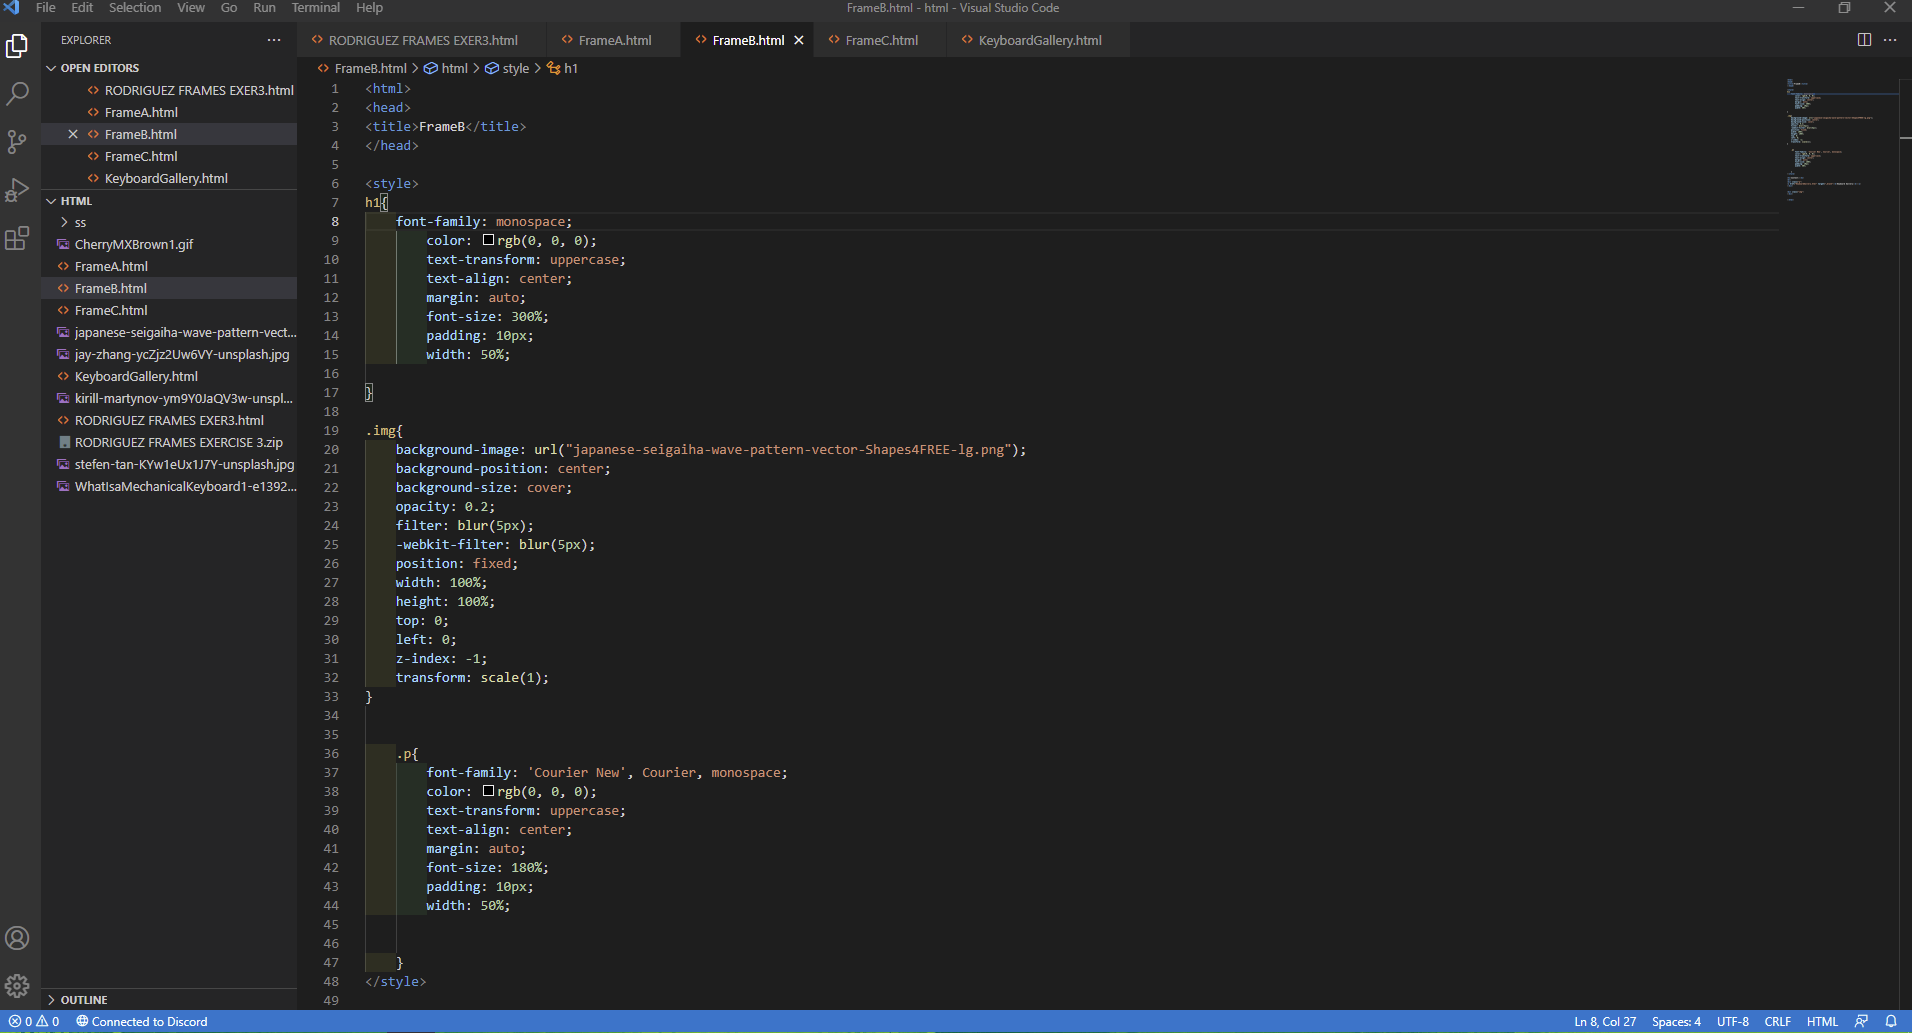 File Edit Selection View Go Run Terminal Help
FrameB.html - html - Visual Studio Code
EXPLORER
OPEN EDITORS
RODRIGUEZ FRAMES EXER3.html
FrameA.html
FrameB.html
FrameC.html
KeyboardGallery.html
HTML
ss
CherryMXBrown1.gif
FrameA.html
FrameB.html
FrameC.html
japanese-seigaiha-wave-pattern-vect...
jay-zhang-ycZjz2Uw6VY-unsplash.jpg
KeyboardGallery.html
kirill-martynov-ym9Y0JaQV3w-unspl...
RODRIGUEZ FRAMES EXER3.html
RODRIGUEZ FRAMES EXERCISE 3.zip
stefen-tan-KYw1eUx1J7Y-unsplash.jpg
WhatIsaMechanicalKeyboard1-e1392...
OUTLINE
RODRIGUEZ FRAMES EXER3.html FrameA.html FrameB.html FrameC.html KeyboardGallery.html
FrameB.html > html > style > h1
1 <html>
2 <head>
3 <title>FrameB</title>
4 </head>
5
6 <style>
7 h1{
8 font-family: monospace;
9 color: rgb(0, 0, 0);
10 text-transform: uppercase;
11 text-align: center;
12 margin: auto;
13 font-size: 300%;
14 padding: 10px;
15 width: 50%;
16
17 }
18
19 .img{
20 background-image: url("japanese-seigaiha-wave-pattern-vector-Shapes4FREE-lg.png");
21 background-position: center;
22 background-size: cover;
23 opacity: 0.2;
24 filter: blur(5px);
25 -webkit-filter: blur(5px);
26 position: fixed;
27 width: 100%;
28 height: 100%;
29 top: 0;
30 left: 0;
31 z-index: -1;
32 transform: scale(1);
33 }
34
35
36 .p{
37 font-family: 'Courier New', Courier, monospace;
38 color: rgb(0, 0, 0);
39 text-transform: uppercase;
40 text-align: center;
41 margin: auto;
42 font-size: 180%;
43 padding: 10px;
44 width: 50%;
45
46
47 }
48 </style>
49
0 0 Connected to Discord
Ln 8, Col 27 Spaces: 4 UTF-8 CRLF HTML